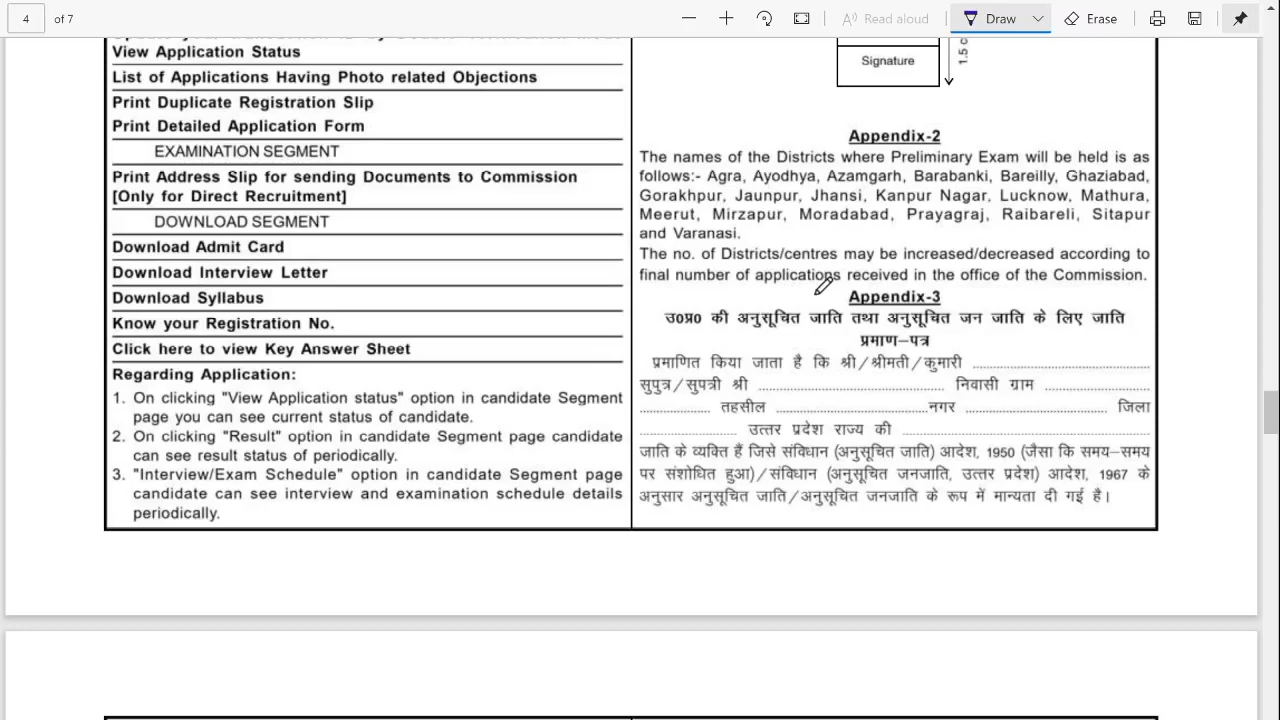 4 of 7
Read aloud
Draw
Erase
View Application Status
List of Applications Having Photo related Objections
Print Duplicate Registration Slip
Print Detailed Application Form
EXAMINATION SEGMENT
Print Address Slip for sending Documents to Commission
[Only for Direct Recruitment]
DOWNLOAD SEGMENT
Download Admit Card
Download Interview Letter
Download Syllabus
Know your Registration No.
Click here to view Key Answer Sheet
Regarding Application:
1. On clicking "View Application status" option in candidate Segment
page you can see current status of candidate.
2. On clicking "Result" option in candidate Segment page candidate
can see result status of periodically.
3. "Interview/Exam Schedule" option in candidate Segment page
candidate can see interview and examination schedule details
periodically.
Signature
1.5 c
Appendix-2
The names of the Districts where Preliminary Exam will be held is as
follows:- Agra, Ayodhya, Azamgarh, Barabanki, Bareilly, Ghaziabad,
Gorakhpur, Jaunpur, Jhansi, Kanpur Nagar, Lucknow, Mathura,
Meerut, Mirzapur, Moradabad, Prayagraj, Raibareli, Sitapur
and Varanasi.
The no. of Districts/centres may be increased/decreased according to
final number of applications received in the office of the Commission.
Appendix-3
उ0प्र0 की अनुसूचित जाति तथा अनुसूचित जन जाति के लिए जाति
प्रमाण–पत्र
प्रमाणित किया जाता है कि श्री/श्रीमती/कुमारी ..............................
सुपुत्र/सुपत्री श्री .............................. निवासी ग्राम ..................
............ तहसील ..............................नगर ........................ जिला
................ उत्तर प्रदेश राज्य की ........................................
जाति के व्यक्ति हैं जिसे संविधान (अनुसूचित जाति) आदेश, 1950 (जैसा कि समय–समय
पर संशोधित हुआ)/संविधान (अनुसूचित जनजाति, उत्तर प्रदेश) आदेश, 1967 के
अनुसार अनुसूचित जाति/अनुसूचित जनजाति के रूप में मान्यता दी गई है।